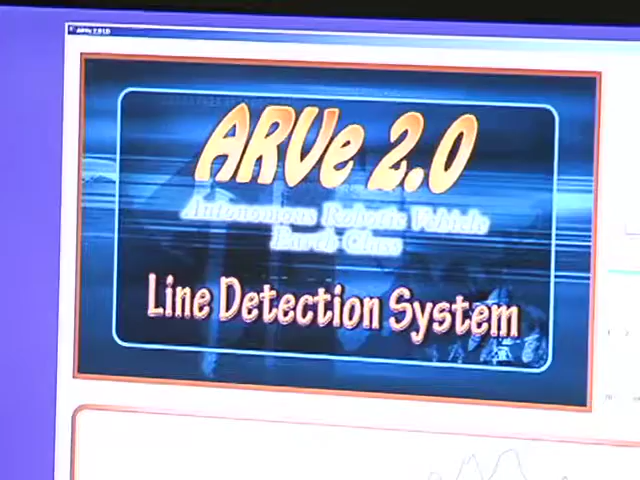 ARVe 2.0
Autonomous Robotic Vehicle
Earth Class
Line Detection System